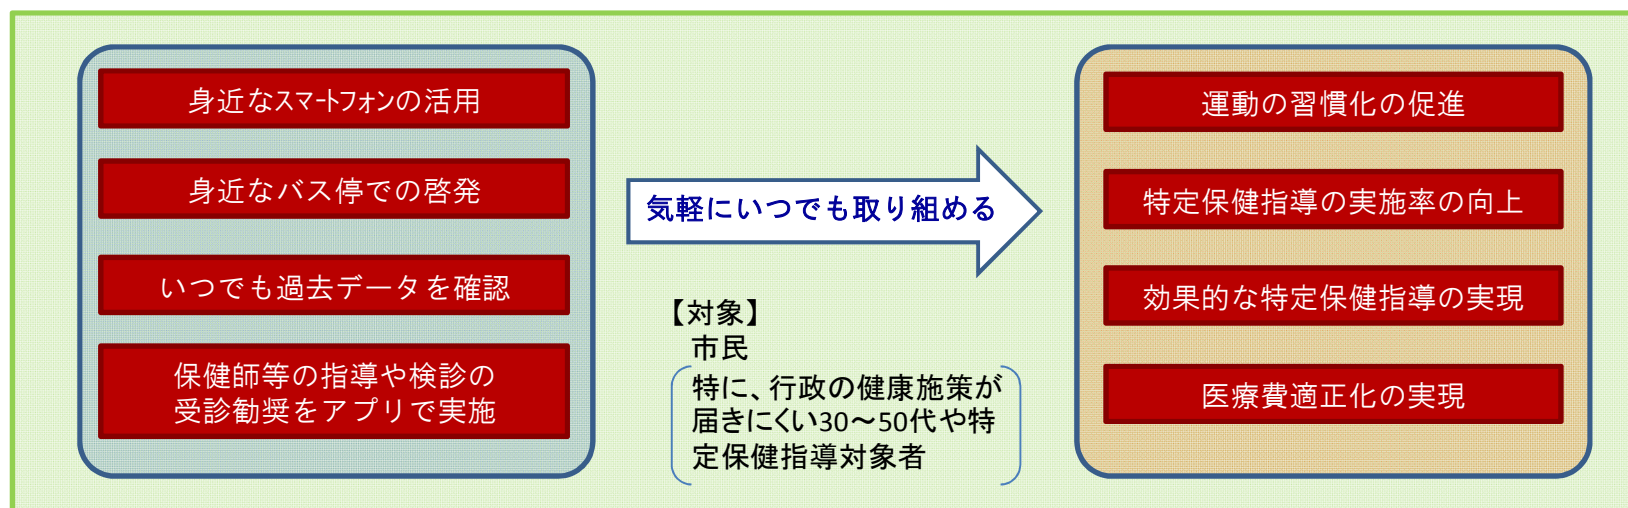 身近なスマートフォンの活用
身近なバス停での啓発
いつでも過去データを確認
保健師等の指導や検診の
受診勧奨をアプリで実施
気軽にいつでも取り組める
【対象】
市民
特に、行政の健康施策が
届きにくい30～50代や特
定保健指導対象者
運動の習慣化の促進
特定保健指導の実施率の向上
効果的な特定保健指導の実現
医療費適正化の実現